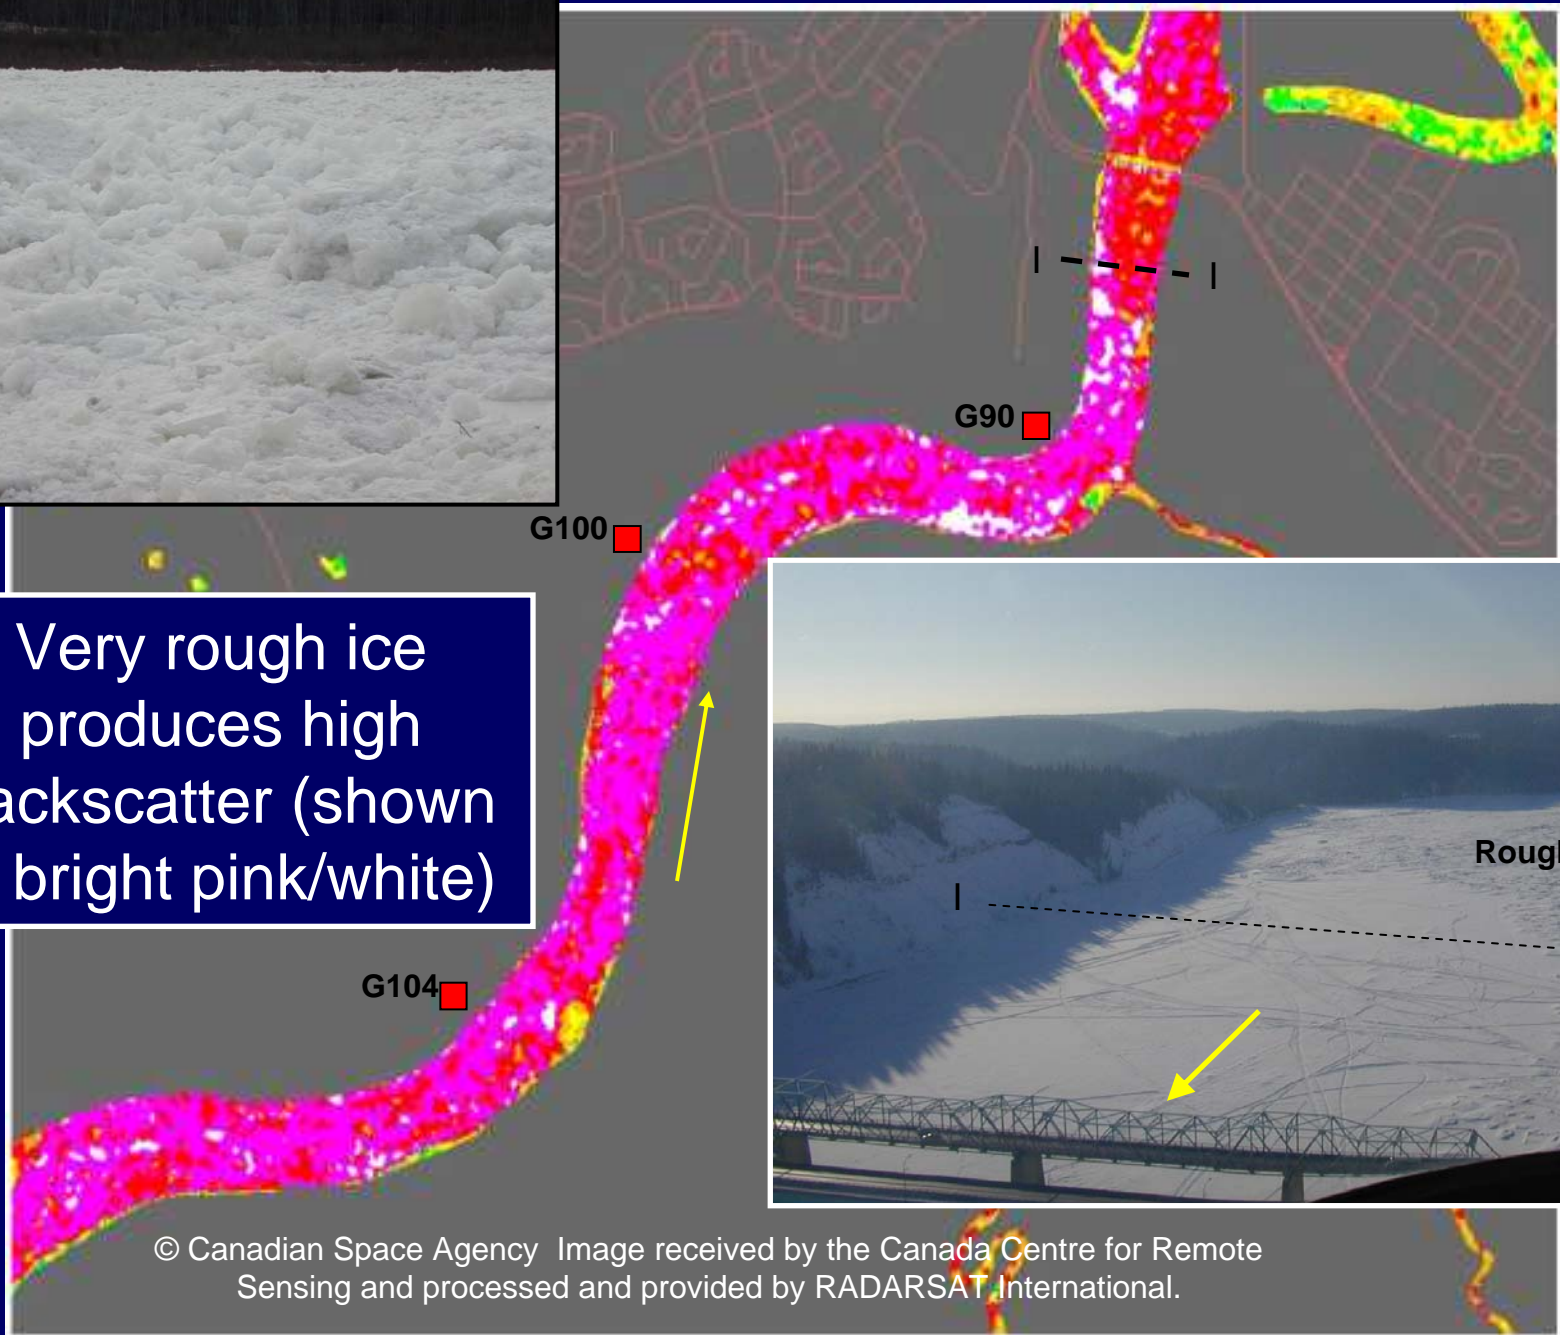 G90
G100
Very rough ice
produces high
ackscatter (shown
bright pink/white)
Rough
G104
© Canadian Space Agency Image received by the Canada Centre for Remote
Sensing and processed and provided by RADARSAT International.